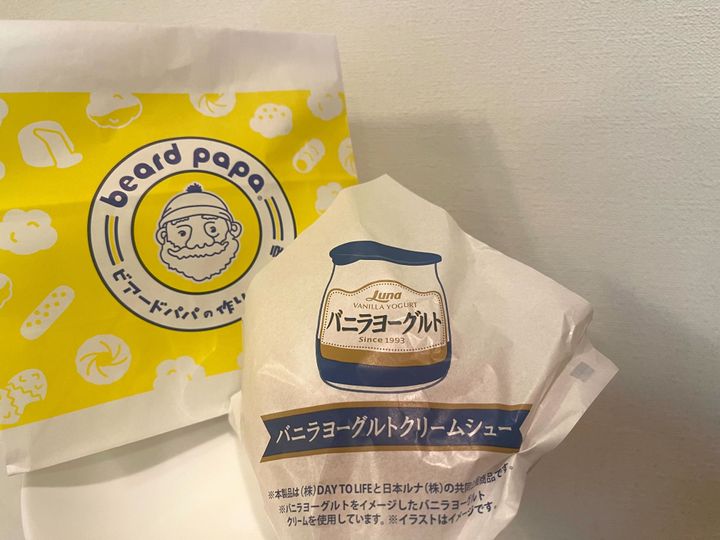 beard papa®
ビアードパパの作り
Luna
VANILLA YOGURT
バニラヨーグルト
Since 1993
バニラヨーグルトクリームシュー
※本製品は(株)DAY TO LIFEと日本ルナ(株)の共同 商品です。
※バニラヨーグルトをイメージしたバニラヨーグルト
クリームを使用しています。※イラストはイメージです。